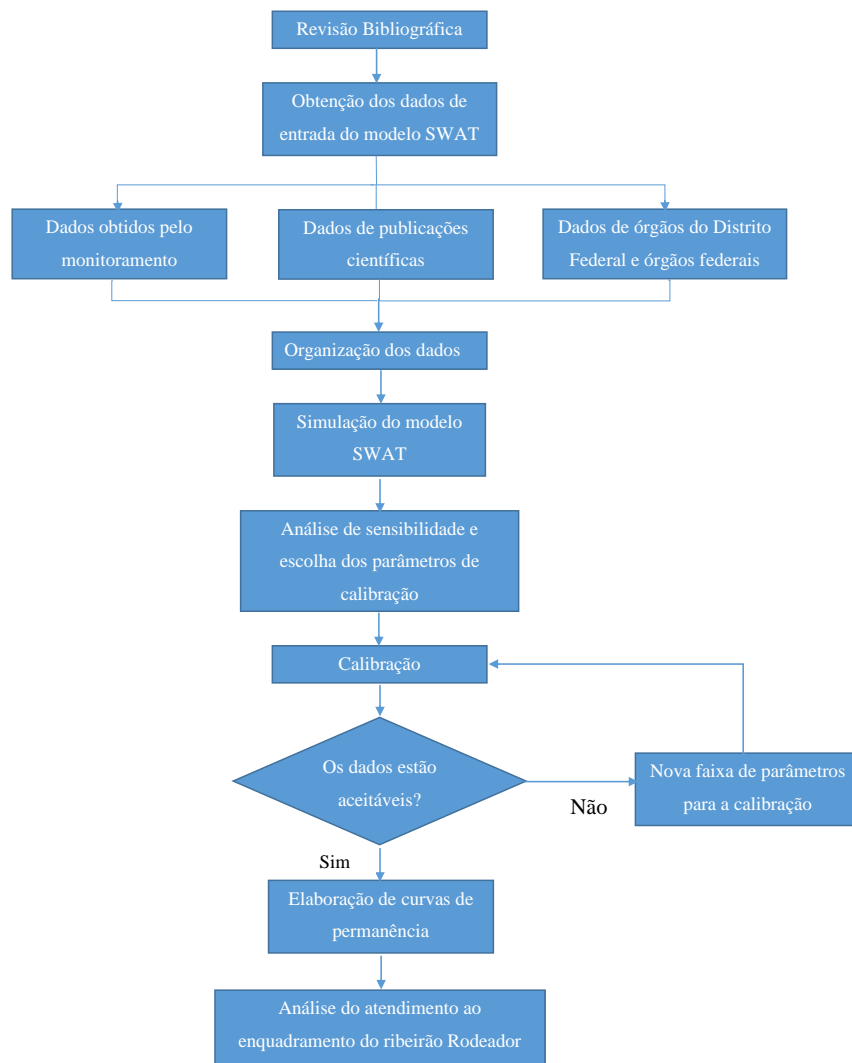 Revisão Bibliográfica
Obtenção dos dados de
entrada do modelo SWAT
Dados obtidos pelo
monitoramento
Dados de publicações
científicas
Dados de órgãos do Distrito
Federal e órgãos federais
Organização dos dados
Simulação do modelo
SWAT
Análise de sensibilidade e
escolha dos parâmetros de
calibração
Calibração
Os dados estão
aceitáveis?
Não
Nova faixa de parâmetros
para a calibração
Sim
Elaboração de curvas de
permanência
Análise do atendimento ao
enquadramento do ribeirão Rodeador